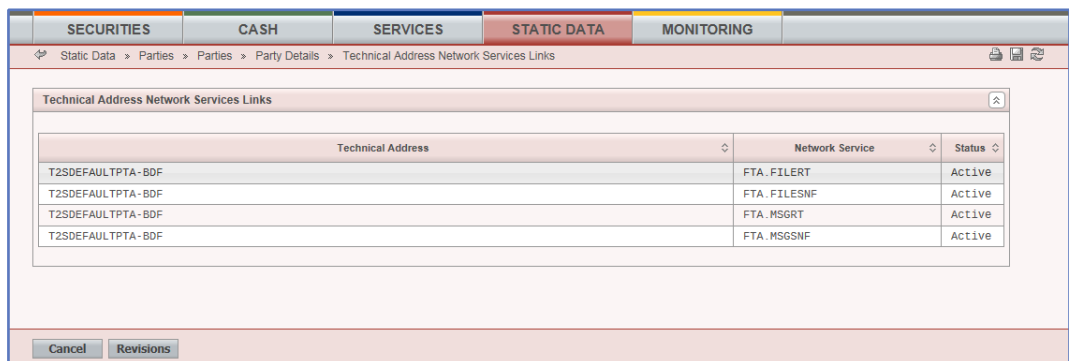 SECURITIES CASH SERVICES STATIC DATA MONITORING
Static Data » Parties » Parties » Party Details » Technical Address Network Services Links
Technical Address Network Services Links
Technical Address Network Service Status
T2SDEFAULTPTA-BDF FTA.FILERT Active
T2SDEFAULTPTA-BDF FTA.FILESNF Active
T2SDEFAULTPTA-BDF FTA.MSGRT Active
T2SDEFAULTPTA-BDF FTA.MSGSNF Active
Cancel Revisions